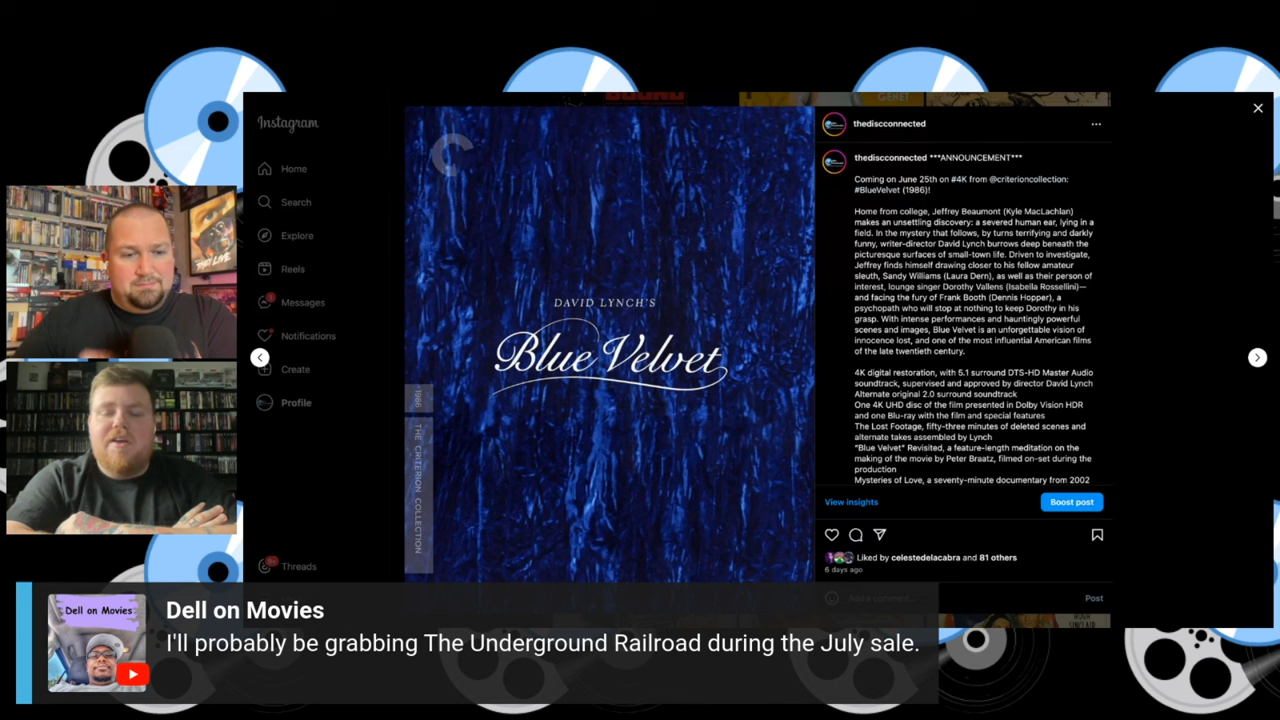 Instagram
Home
Search
Explore
Reels
Messages
Notifications
Create
Profile
Threads
DAVID LYNCH'S
Blue Velvet
1986
THE CRITERION COLLECTION
thediscconnected
thediscconnected ***ANNOUNCEMENT***
Coming on June 25th on #4K from @criterioncollection:
#BlueVelvet (1986)!
Home from college, Jeffrey Beaumont (Kyle MacLachlan)
makes an unsettling discovery: a severed human ear, lying in a
field. In the mystery that follows, by turns terrifying and darkly
funny, writer-director David Lynch burrows deep beneath the
picturesque surfaces of small-town life. Driven to investigate,
Jeffrey finds himself drawing closer to his fellow amateur
sleuth, Sandy Williams (Laura Dern), as well as their person of
interest, lounge singer Dorothy Vallens (Isabella Rossellini)—
and facing the fury of Frank Booth (Dennis Hopper), a
psychopath who will stop at nothing to keep Dorothy in his
grasp. With intense performances and hauntingly powerful
scenes and images, Blue Velvet is an unforgettable vision of
innocence lost, and one of the most influential American films
of the late twentieth century.
4K digital restoration, with 5.1 surround DTS-HD Master Audio
soundtrack, supervised and approved by director David Lynch
Alternate original 2.0 surround soundtrack
One 4K UHD disc of the film presented in Dolby Vision HDR
and one Blu-ray with the film and special features
The Lost Footage, fifty-three minutes of deleted scenes and
alternate takes assembled by Lynch
"Blue Velvet" Revisited, a feature-length meditation on the
making of the movie by Peter Braatz, filmed on-set during the
production
Mysteries of Love, a seventy-minute documentary from 2002
View insights
Boost post
Liked by celestedelacabra and 81 others
6 days ago
Add a comment...
Post
GENET
THEY LIVE
Dell on Movies
Dell on Movies
I'll probably be grabbing The Underground Railroad during the July sale.